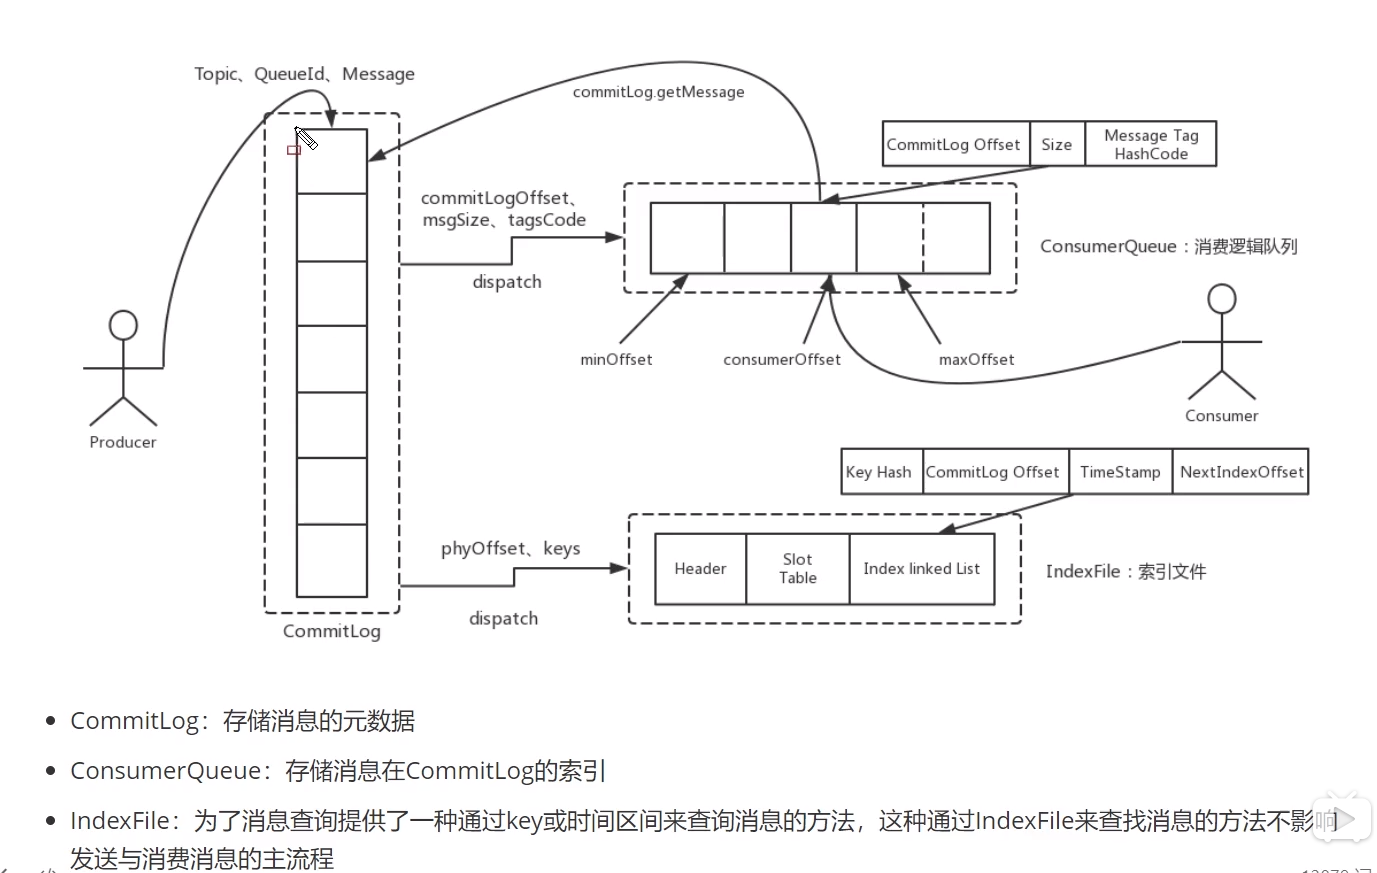 Topic、QueueId、Message
commitLog.getMessage
CommitLog Offset
Size
Message Tag
HashCode
commitLogOffset、
msgSize、tagsCode
dispatch
ConsumerQueue：消费逻辑队列
minOffset
consumerOffset
maxOffset
Producer
Consumer
Key Hash
CommitLog Offset
TimeStamp
NextIndexOffset
phyOffset、keys
dispatch
Header
Slot
Table
Index linked List
IndexFile：索引文件
CommitLog
CommitLog：存储消息的元数据
ConsumerQueue：存储消息在CommitLog的索引
IndexFile：为了消息查询提供了一种通过key或时间区间来查询消息的方法，这种通过IndexFile来查找消息的方法不影响
发送与消费消息的主流程